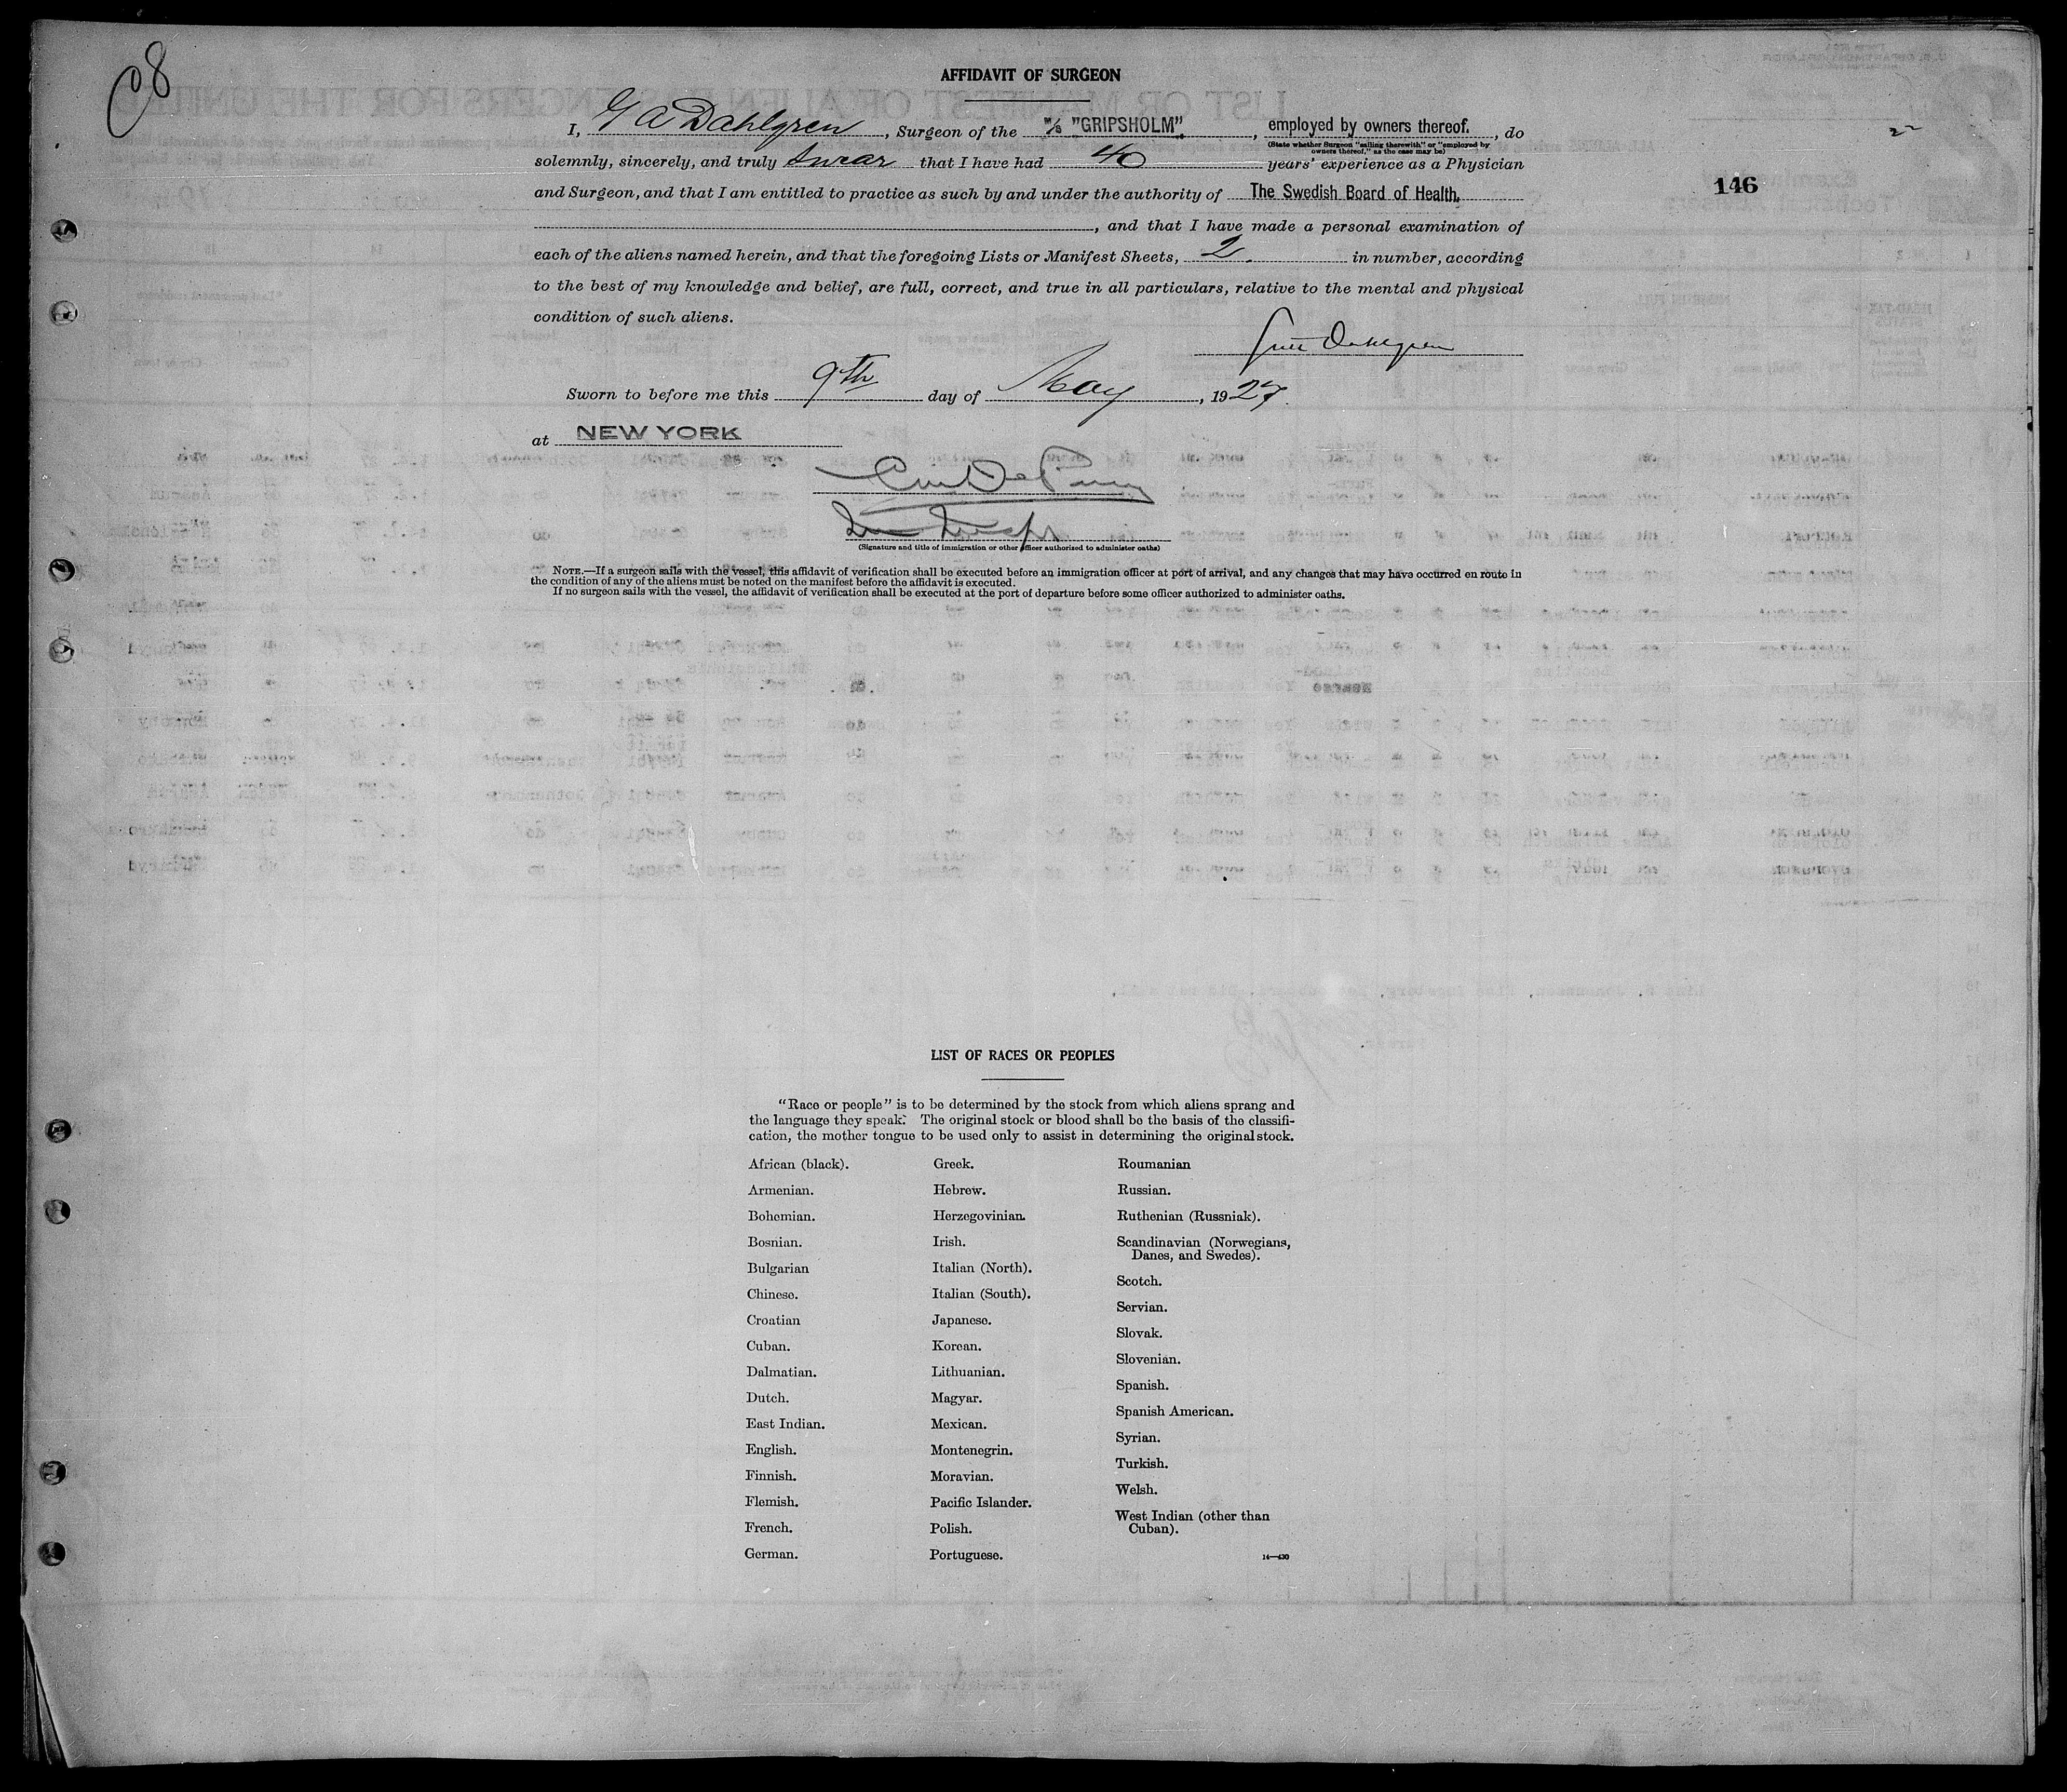 08
AFFIDAVIT OF SURGEON
I, G A Dahlgren, Surgeon of the M/S "GRIPSHOLM", employed by owners thereof., do
(State whether Surgeon "sailing therewith" or "employed by
owners thereof," as the case may be)
solemnly, sincerely, and truly swear that I have had 40 years' experience as a Physician
146
and Surgeon, and that I am entitled to practice as such by and under the authority of The Swedish Board of Health.
, and that I have made a personal examination of
each of the aliens named herein, and that the foregoing Lists or Manifest Sheets, 2. in number, according
to the best of my knowledge and belief, are full, correct, and true in all particulars, relative to the mental and physical
condition of such aliens.
Dahlgren
Sworn to before me this 9th day of May, 1927.
at NEW YORK
(Signature and title of immigration or other officer authorized to administer oaths)
NOTE.—If a surgeon sails with the vessel, this affidavit of verification shall be executed before an immigration officer at port of arrival, and any changes that may have occurred en route in
the condition of any of the aliens must be noted on the manifest before the affidavit is executed.
If no surgeon sails with the vessel, the affidavit of verification shall be executed at the port of departure before some officer authorized to administer oaths.
LIST OF RACES OR PEOPLES
"Race or people" is to be determined by the stock from which aliens sprang and
the language they speak. The original stock or blood shall be the basis of the classifi-
cation, the mother tongue to be used only to assist in determining the original stock.
African (black).
Armenian.
Bohemian.
Bosnian.
Bulgarian
Chinese.
Croatian
Cuban.
Dalmatian.
Dutch.
East Indian.
English.
Finnish.
Flemish.
French.
German.
Greek.
Hebrew.
Herzegovinian.
Irish.
Italian (North).
Italian (South).
Japanese.
Korean.
Lithuanian.
Magyar.
Mexican.
Montenegrin.
Moravian.
Pacific Islander.
Polish.
Portuguese.
Roumanian
Russian.
Ruthenian (Russniak).
Scandinavian (Norwegians,
Danes, and Swedes).
Scotch.
Servian.
Slovak.
Slovenian.
Spanish.
Spanish American.
Syrian.
Turkish.
Welsh.
West Indian (other than
Cuban).
14—430